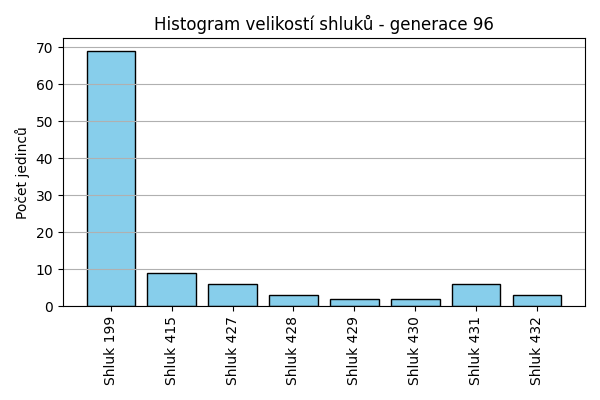 Histogram velikostí shluků - generace 96
Počet jedinců
70
60
50
40
30
20
10
0
Shluk 199
Shluk 415
Shluk 427
Shluk 428
Shluk 429
Shluk 430
Shluk 431
Shluk 432